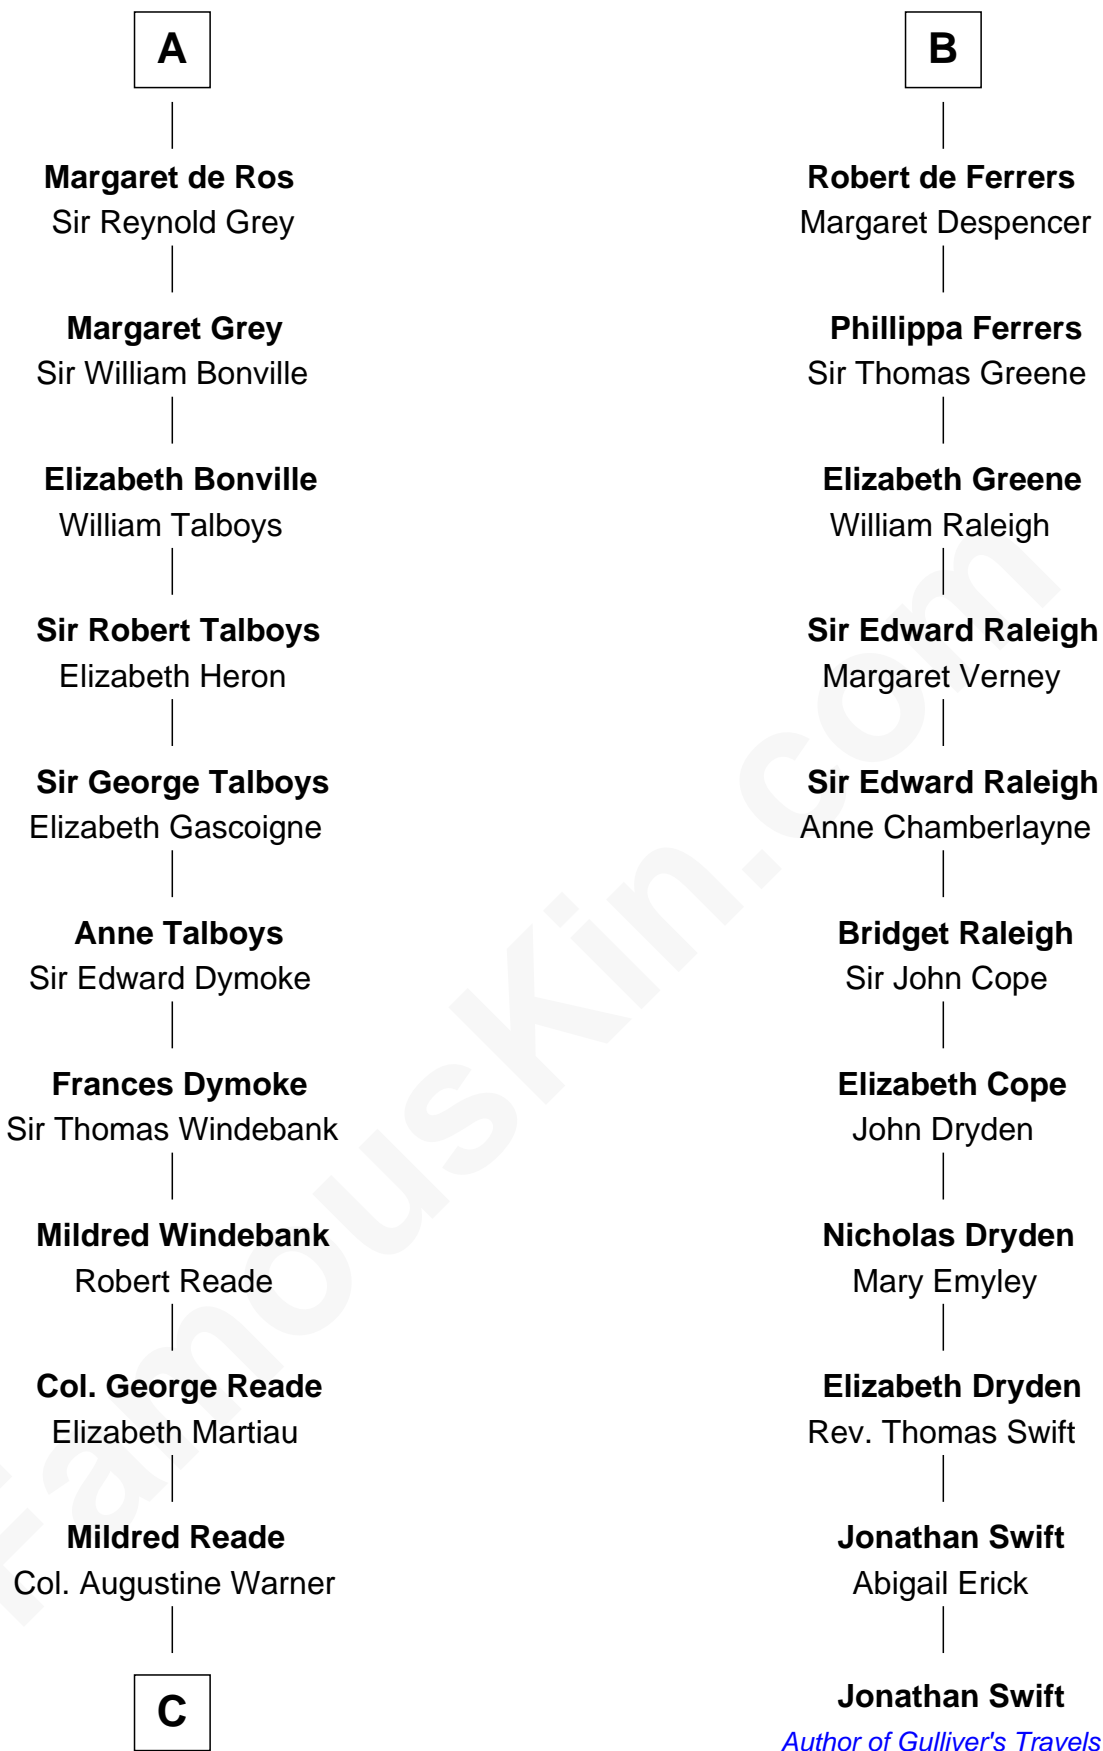 A
Margaret de Ros
Sir Reynold Grey
Margaret Grey
Sir William Bonville
Elizabeth Bonville
William Talboys
Sir Robert Talboys
Elizabeth Heron
Sir George Talboys
Elizabeth Gascoigne
Anne Talboys
Sir Edward Dymoke
Frances Dymoke
Sir Thomas Windebank
Mildred Windebank
Robert Reade
Col. George Reade
Elizabeth Martiau
Mildred Reade
Col. Augustine Warner
C
B
Robert de Ferrers
Margaret Despencer
Phillippa Ferrers
Sir Thomas Greene
Elizabeth Greene
William Raleigh
Sir Edward Raleigh
Margaret Verney
Sir Edward Raleigh
Anne Chamberlayne
Bridget Raleigh
Sir John Cope
Elizabeth Cope
John Dryden
Nicholas Dryden
Mary Emyley
Elizabeth Dryden
Rev. Thomas Swift
Jonathan Swift
Abigail Erick
Jonathan Swift
Author of Gulliver's Travels
FamousKin.com